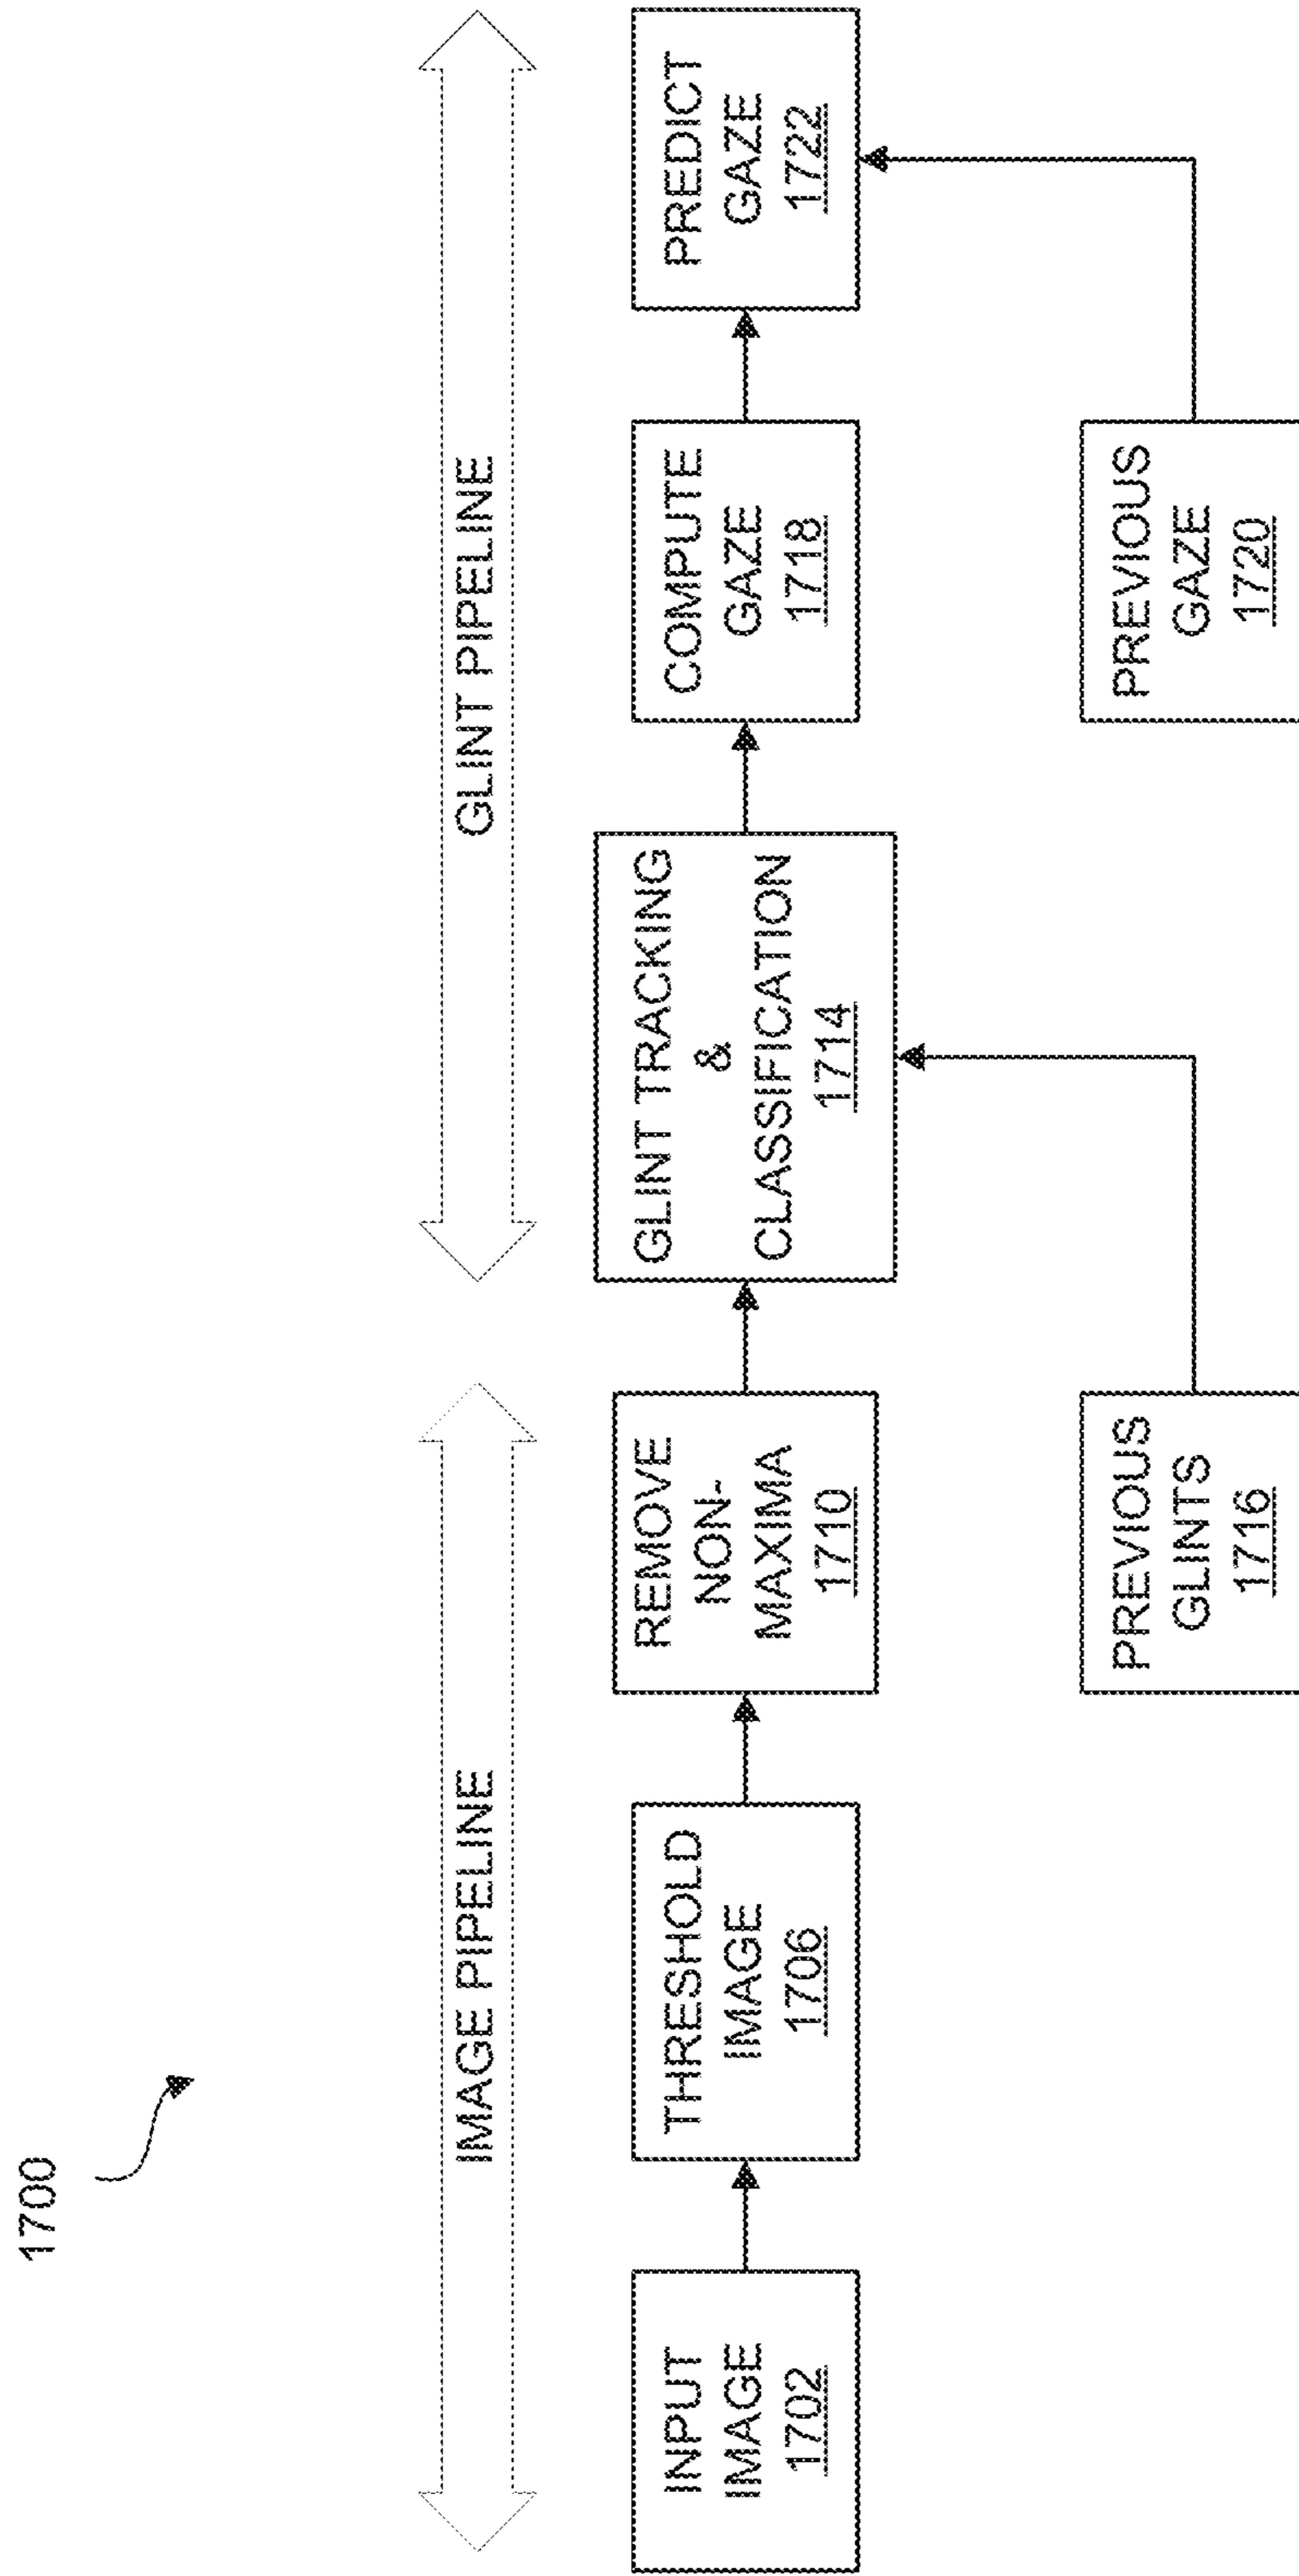 1700
IMAGE PIPELINE
GLINT PIPELINE
INPUT
IMAGE
1702
THRESHOLD
IMAGE
1706
REMOVE
NON-
MAXIMA
1710
GLINT TRACKING
&
CLASSIFICATION
1714
COMPUTE
GAZE
1718
PREDICT
GAZE
1722
PREVIOUS
GLINTS
1716
PREVIOUS
GAZE
1720